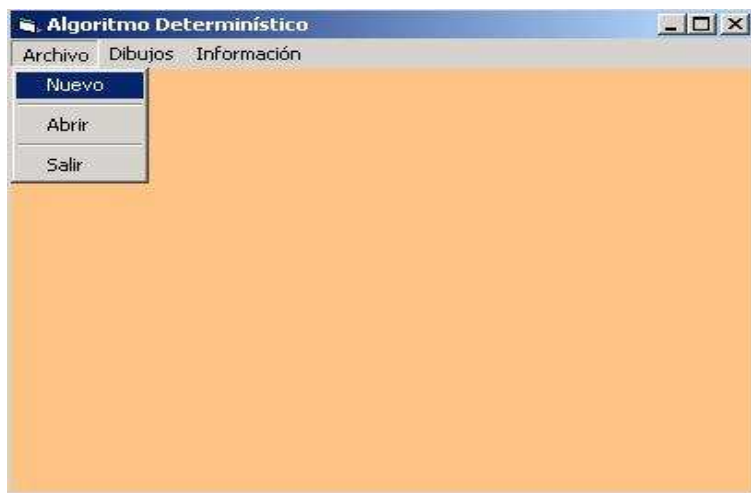 Algoritmo Determinístico
Archivo Dibujos Información
Nuevo
Abrir
Salir